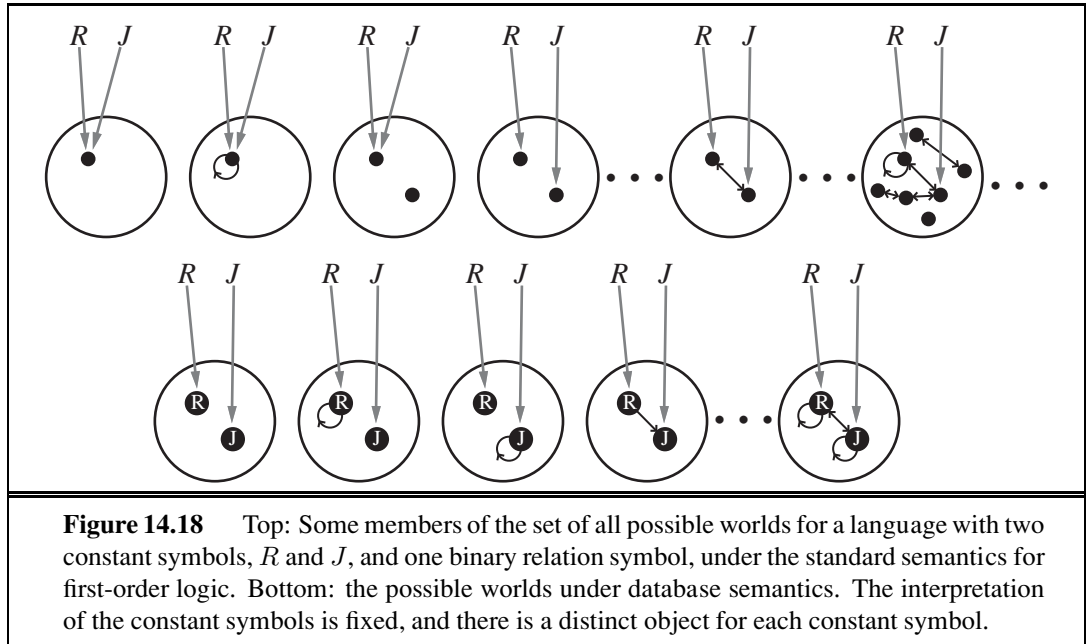 R J R J R J R J R J R J
R J R J R J R J R J
R R R R R
J J J J J
Figure 14.18 Top: Some members of the set of all possible worlds for a language with two
constant symbols, R and J, and one binary relation symbol, under the standard semantics for
first-order logic. Bottom: the possible worlds under database semantics. The interpretation
of the constant symbols is fixed, and there is a distinct object for each constant symbol.